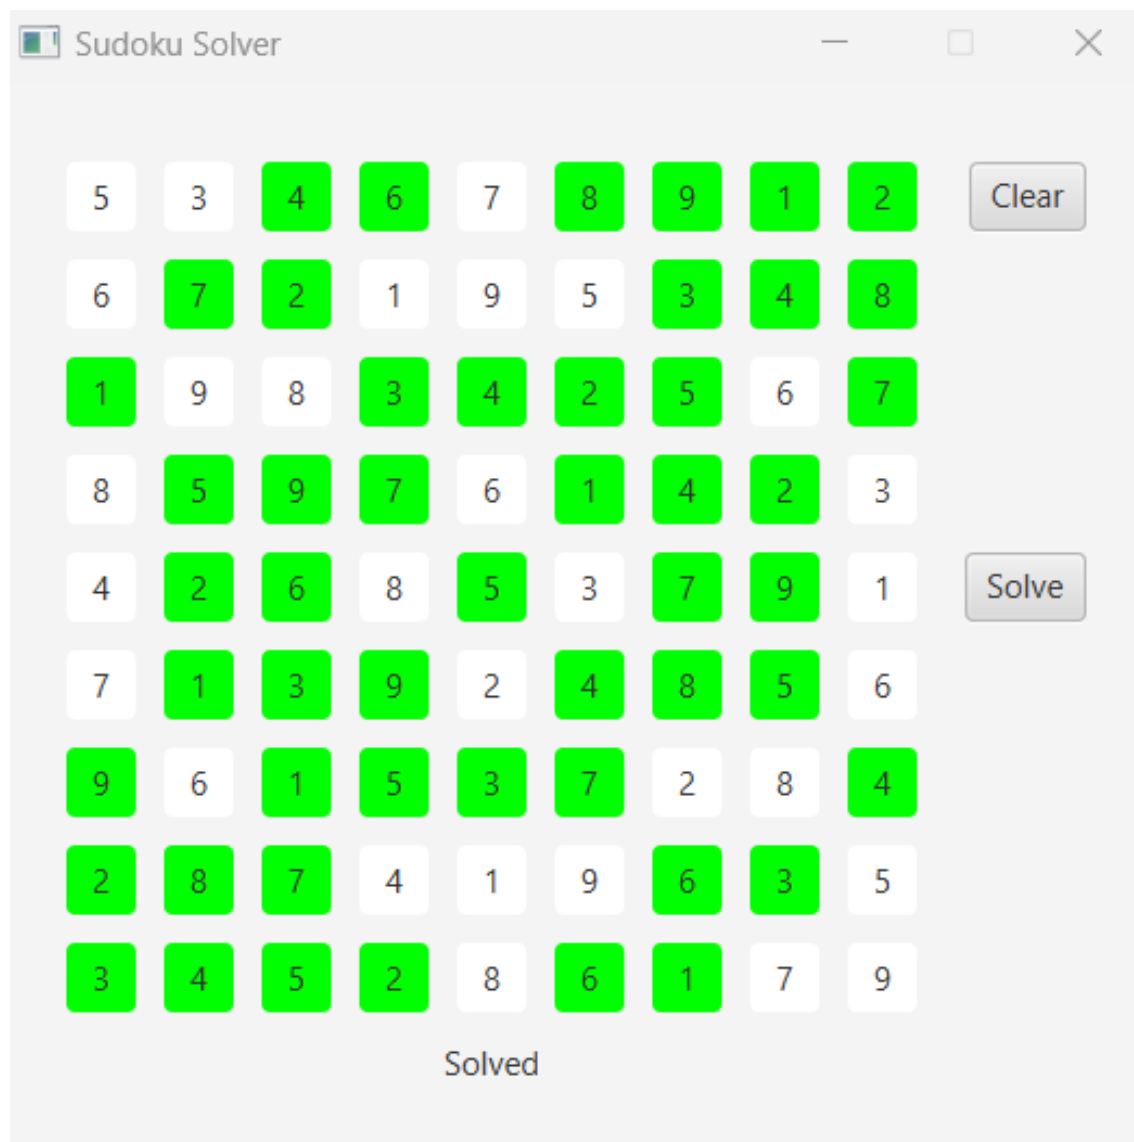 Sudoku Solver
5 3 4 6 7 8 9 1 2 Clear
6 7 2 1 9 5 3 4 8
1 9 8 3 4 2 5 6 7
8 5 9 7 6 1 4 2 3
4 2 6 8 5 3 7 9 1 Solve
7 1 3 9 2 4 8 5 6
9 6 1 5 3 7 2 8 4
2 8 7 4 1 9 6 3 5
3 4 5 2 8 6 1 7 9
Solved